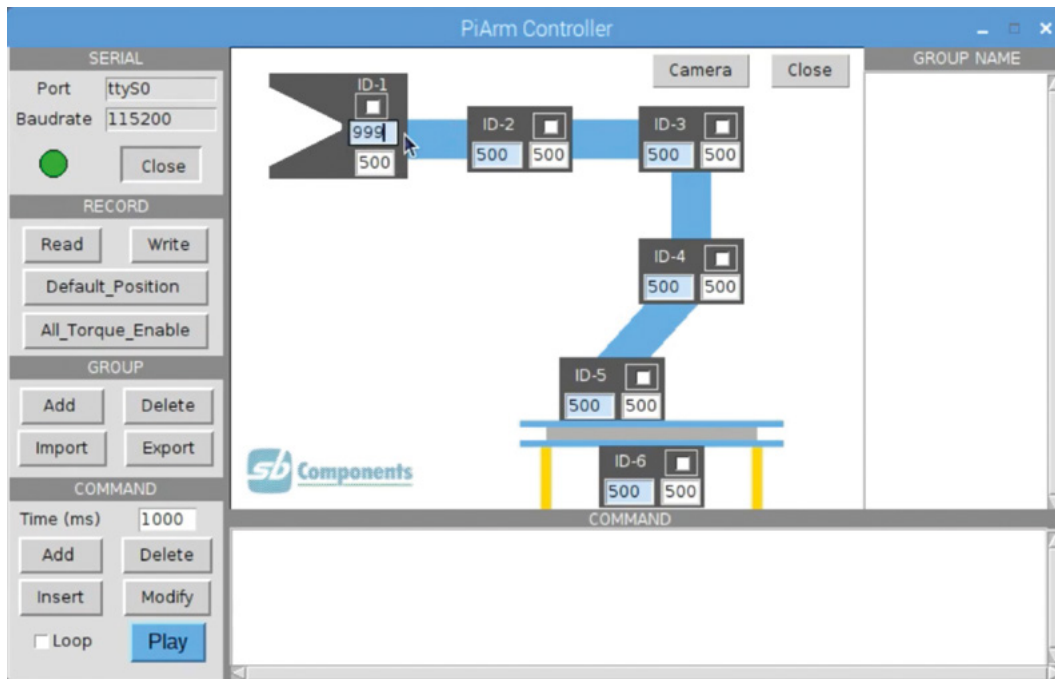 PiArm Controller
SERIAL
Port ttyS0
Baudrate 115200
Close
RECORD
Read Write
Default_Position
All_Torque_Enable
GROUP
Add Delete
Import Export
COMMAND
Time (ms) 1000
Add Delete
Insert Modify
Loop Play
Camera Close
ID-1
999
500
ID-2
500 500
ID-3
500 500
ID-4
500 500
ID-5
500 500
ID-6
500 500
sb Components
GROUP NAME
COMMAND